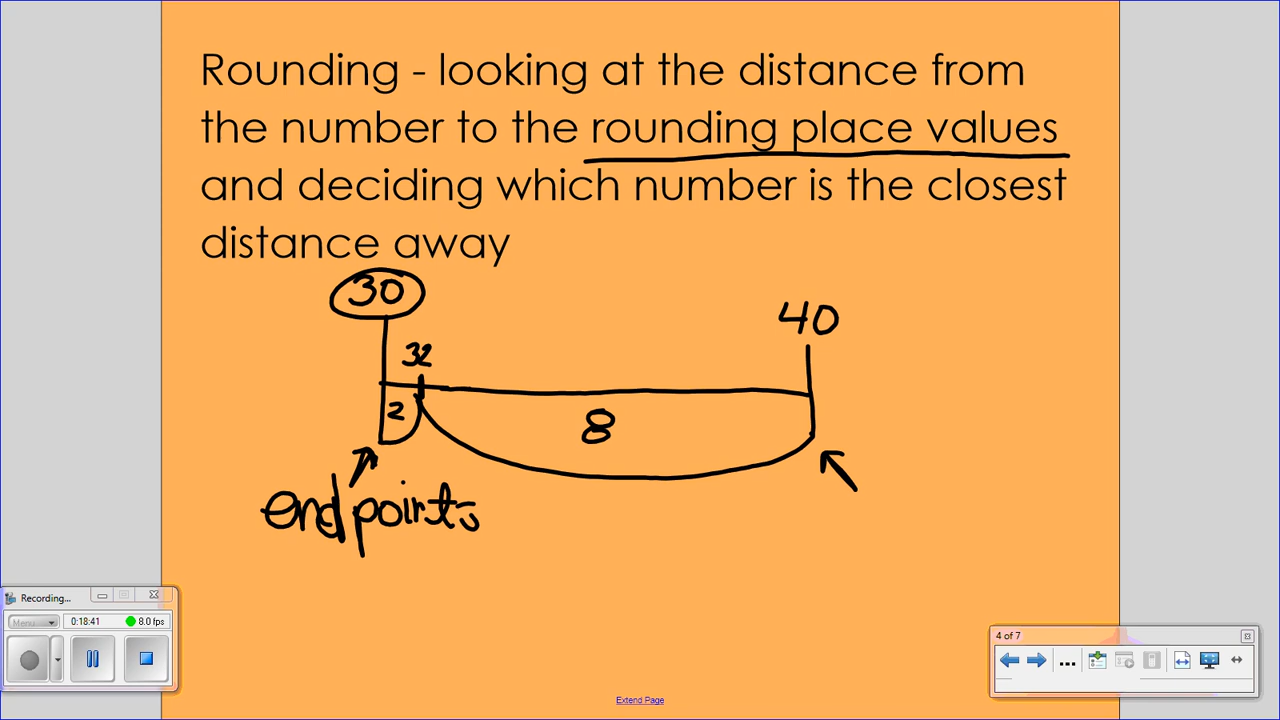 Rounding - looking at the distance from
the number to the rounding place values
and deciding which number is the closest
distance away
30
40
32
2
8
endpoints
Recording...
Menu
0:18:41
8.0 fps
4 of 7
...
Extend Page